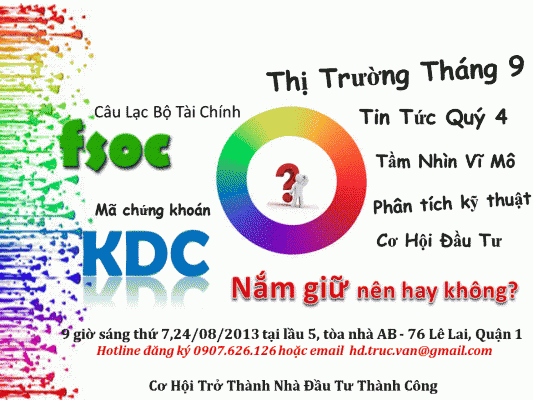 Thị Trường Tháng 9
Câu Lạc Bộ Tài Chính
fsoc
Tin Tức Quý 4
Tầm Nhìn Vĩ Mô
Mã chứng khoán
KDC
Phân tích kỹ thuật
Cơ Hội Đầu Tư
?
Nắm giữ nên hay không?
9 giờ sáng thứ 7,24/08/2013 tại lầu 5, tòa nhà AB - 76 Lê Lai, Quận 1
Hotline đăng ký 0907.626.126 hoặc email hd.truc.van@gmail.com
Cơ Hội Trở Thành Nhà Đầu Tư Thành Công